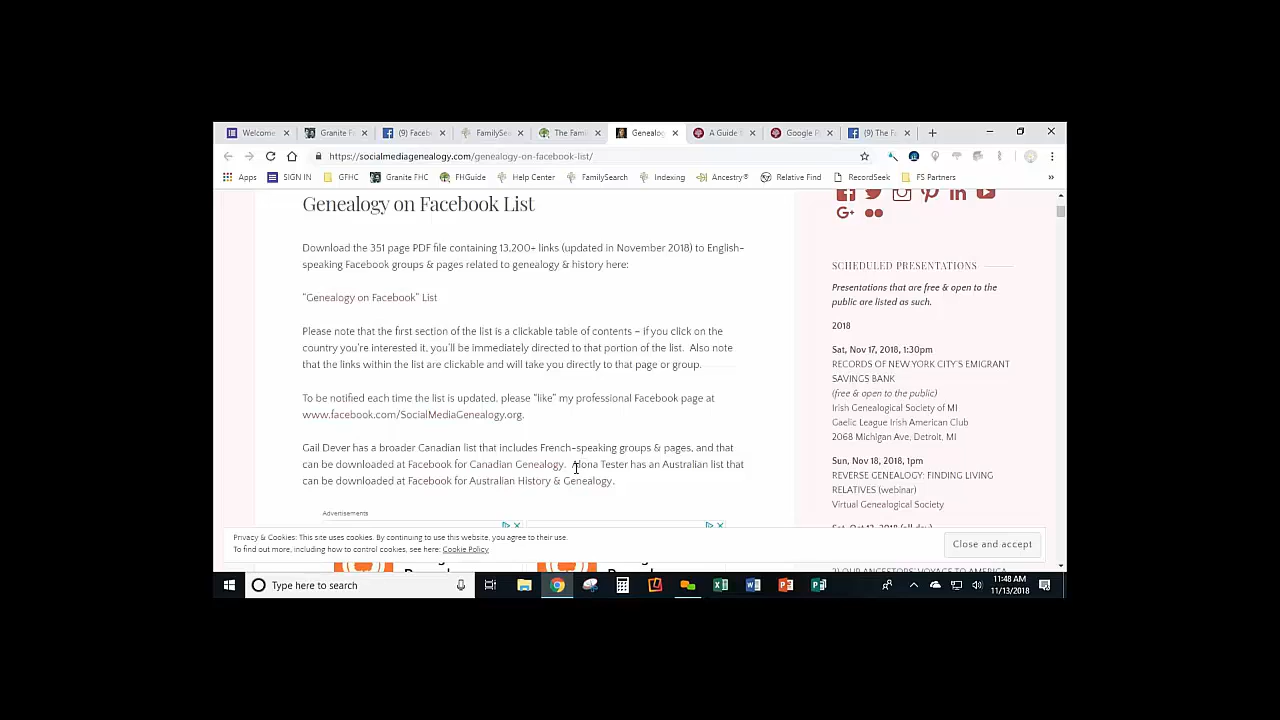 Welcome
Granite F
(9) Faceb
FamilySe
The Fami
Genealog
A Guide
Google P
(9) The Fa
https://socialmediagenealogy.com/genealogy-on-facebook-list/
Apps
SIGN IN
GFHC
Granite FHC
FHGuide
Help Center
FamilySearch
Indexing
Ancestry®
Relative Find
RecordSeek
FS Partners
Genealogy on Facebook List
Download the 351 page PDF file containing 13,200+ links (updated in November 2018) to English-
speaking Facebook groups & pages related to genealogy & history here:
"Genealogy on Facebook" List
Please note that the first section of the list is a clickable table of contents – if you click on the
country you're interested it, you'll be immediately directed to that portion of the list. Also note
that the links within the list are clickable and will take you directly to that page or group.
To be notified each time the list is updated, please "like" my professional Facebook page at
www.facebook.com/SocialMediaGenealogy.org.
Gail Dever has a broader Canadian list that includes French-speaking groups & pages, and that
can be downloaded at Facebook for Canadian Genealogy. Alona Tester has an Australian list that
can be downloaded at Facebook for Australian History & Genealogy.
Advertisements
SCHEDULED PRESENTATIONS
Presentations that are free & open to the
public are listed as such.
2018
Sat, Nov 17, 2018, 1:30pm
RECORDS OF NEW YORK CITY'S EMIGRANT
SAVINGS BANK
(free & open to the public)
Irish Genealogical Society of MI
Gaelic League Irish American Club
2068 Michigan Ave, Detroit, MI
Sun, Nov 18, 2018, 1pm
REVERSE GENEALOGY: FINDING LIVING
RELATIVES (webinar)
Virtual Genealogical Society
Privacy & Cookies: This site uses cookies. By continuing to use this website, you agree to their use.
To find out more, including how to control cookies, see here: Cookie Policy
Close and accept
Type here to search
11:48 AM
11/13/2018